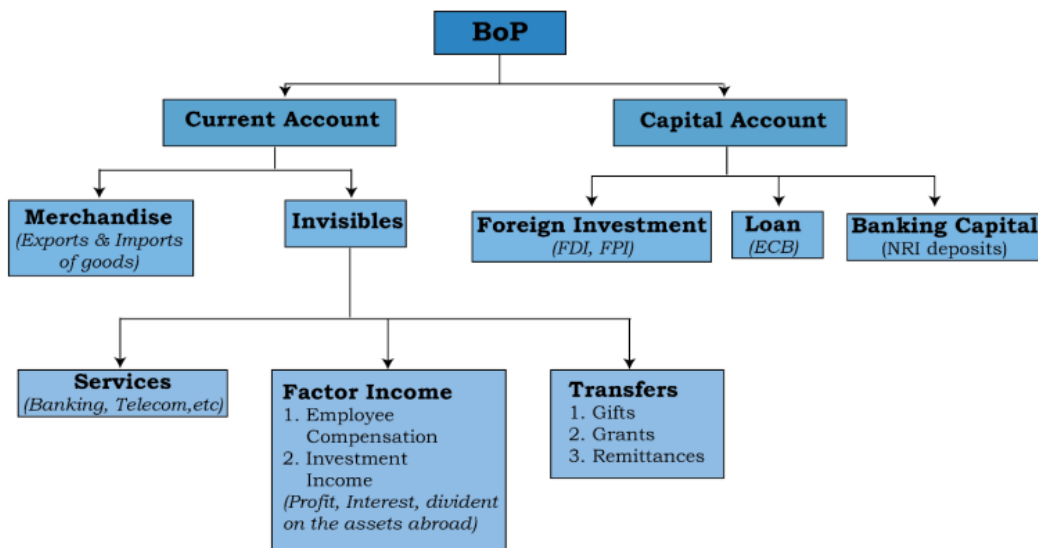 BoP
Current Account
Capital Account
Merchandise
(Exports & Imports
of goods)
Invisibles
Foreign Investment
(FDI, FPI)
Loan
(ECB)
Banking Capital
(NRI deposits)
Services
(Banking, Telecom,etc)
Factor Income
1. Employee
Compensation
2. Investment
Income
(Profit, Interest, divident
on the assets abroad)
Transfers
1. Gifts
2. Grants
3. Remittances